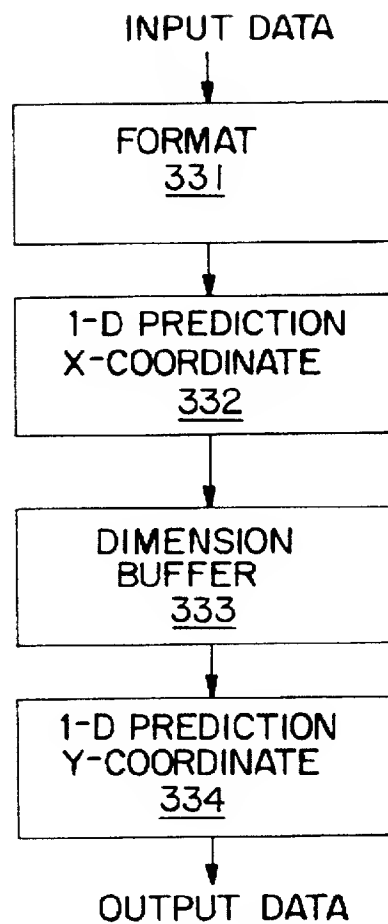 INPUT DATA
FORMAT
331
1-D PREDICTION
X-COORDINATE
332
DIMENSION
BUFFER
333
1-D PREDICTION
Y-COORDINATE
334
OUTPUT DATA